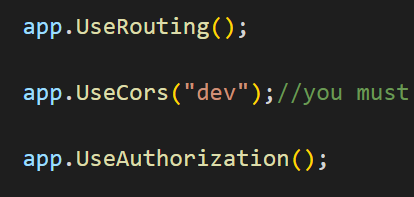 app.UseRouting();
app.UseCors("dev");//you must
app.UseAuthorization();